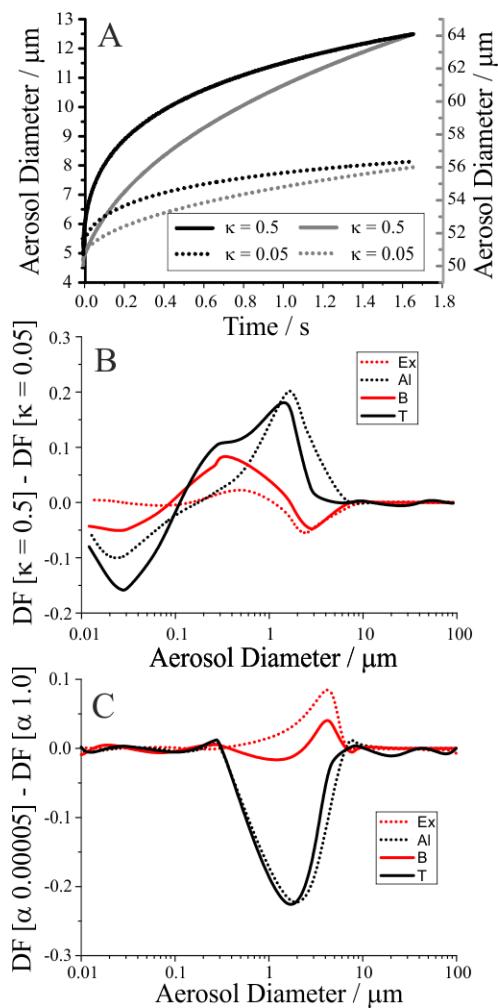 A
Aerosol Diameter / μm
13
12
11
10
9
8
7
6
5
4
64
62
60
58
56
54
52
50
Aerosol Diameter / μm
κ = 0.5 κ = 0.5
κ = 0.05 κ = 0.05
0.0 0.2 0.4 0.6 0.8 1.0 1.2 1.4 1.6 1.8
Time / s
B
DF [κ = 0.5] - DF [κ = 0.05]
0.3
0.2
0.1
0.0
-0.1
-0.2
Ex
Al
B
T
0.01 0.1 1 10 100
Aerosol Diameter / μm
C
DF [α 0.00005] - DF [α 1.0]
0.1
0.0
-0.1
-0.2
-0.3
Ex
Al
B
T
0.01 0.1 1 10 100
Aerosol Diameter / μm